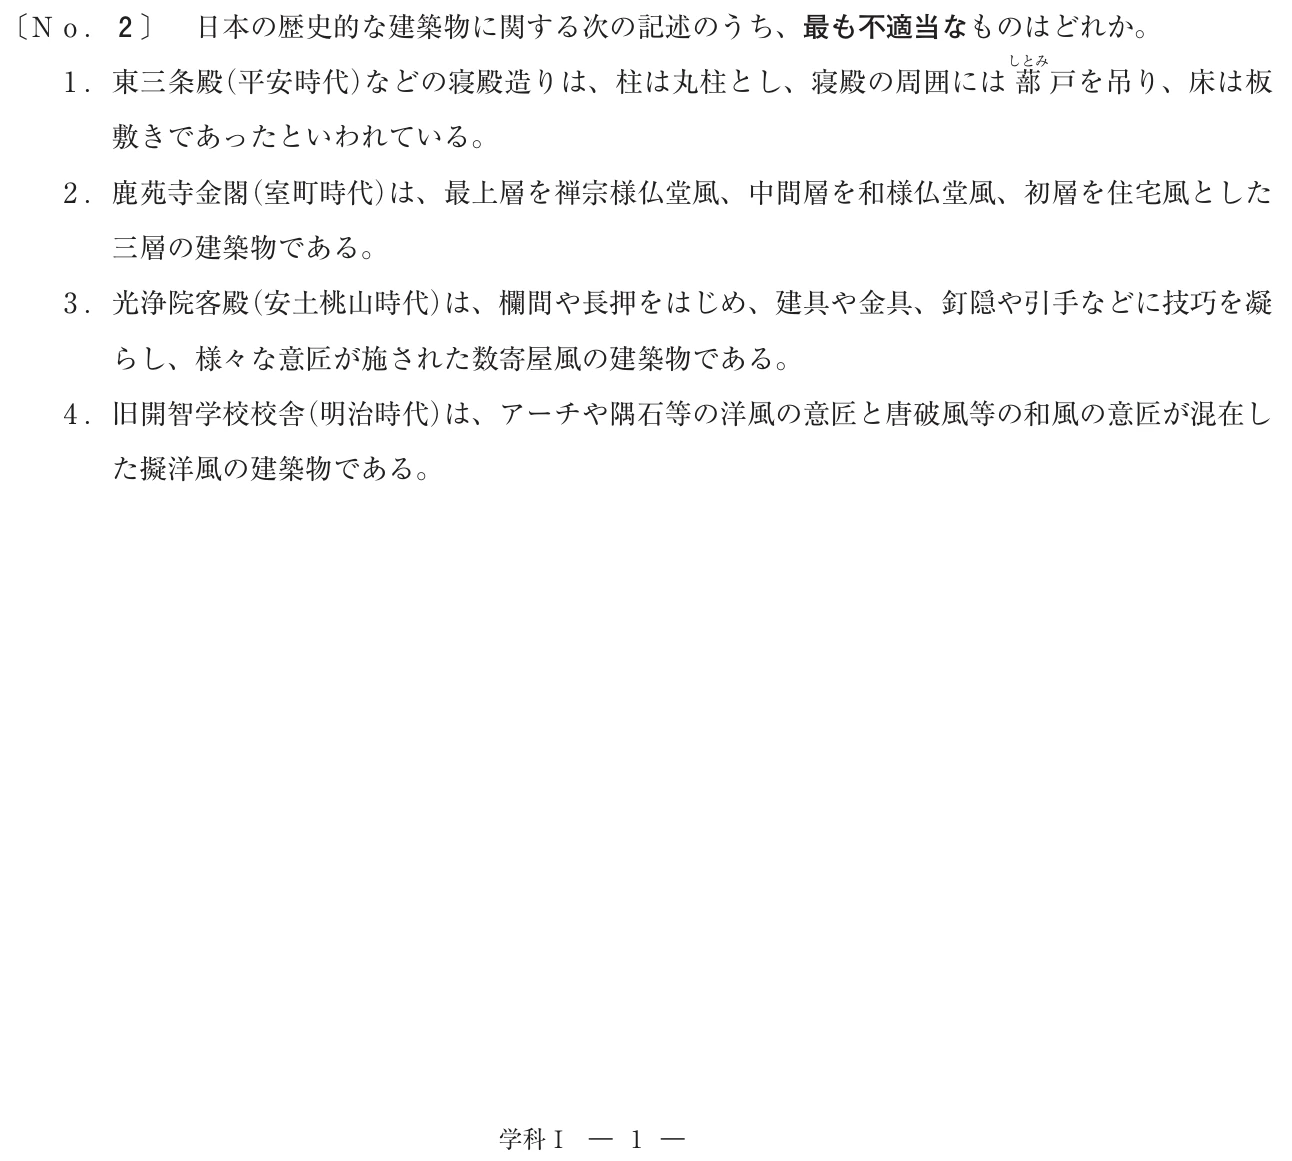 〔Ｎｏ．２〕 日本の歴史的な建築物に関する次の記述のうち、最も不適当なものはどれか。
1． 東三条殿(平安時代)などの寝殿造りは、柱は丸柱とし、寝殿の周囲には蔀(しとみ)戸を吊り、床は板
敷きであったといわれている。
2． 鹿苑寺金閣(室町時代)は、最上層を禅宗様仏堂風、中間層を和様仏堂風、初層を住宅風とした
三層の建築物である。
3． 光浄院客殿(安土桃山時代)は、欄間や長押をはじめ、建具や金具、釘隠や引手などに技巧を凝
らし、様々な意匠が施された数寄屋風の建築物である。
4． 旧開智学校校舎(明治時代)は、アーチや隅石等の洋風の意匠と唐破風等の和風の意匠が混在し
た擬洋風の建築物である。
学科Ⅰ ― 1 ―